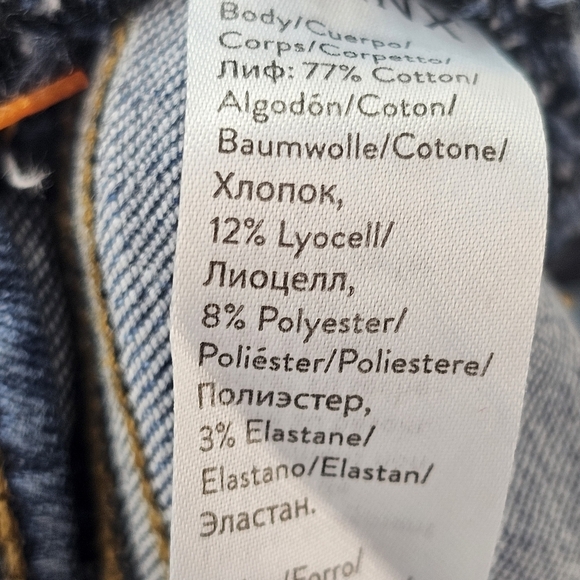 Body/Cuerpo/
Corps/Corpetto/
Лиф: 77% Cotton/
Algodón/Coton/
Baumwolle/Cotone/
Хлопок,
12% Lyocell/
Лиоцелл,
8% Polyester/
Poliéster/Poliestere/
Полиэстер,
3% Elastane/
Elastano/Elastan/
Эластан.
/Forro/